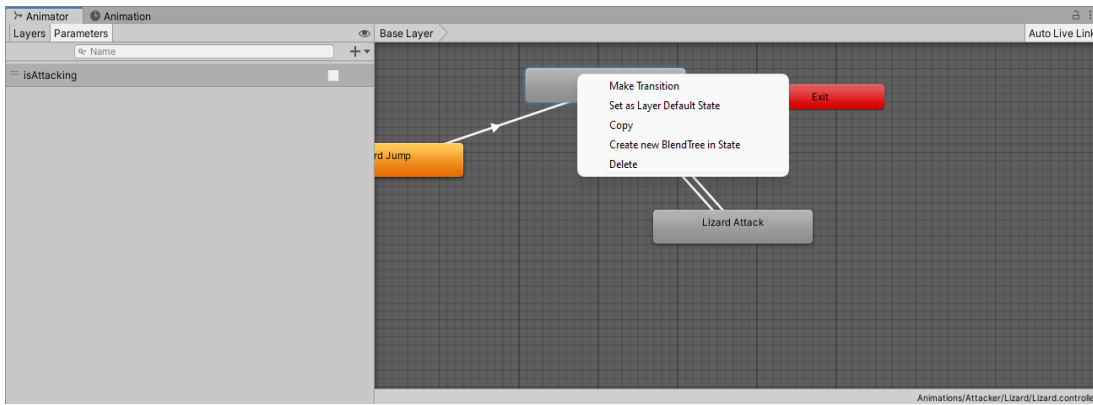 Animator
Animation
Layers Parameters
Base Layer
Auto Live Link
Name
isAttacking
Make Transition
Set as Layer Default State
Copy
Create new BlendTree in State
Delete
Exit
rd Jump
Lizard Attack
Animations/Attacker/Lizard/Lizard.controlle